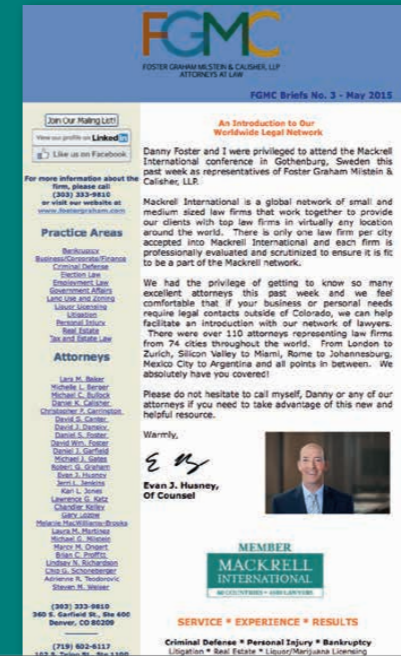 FGMC
FOSTER GRAHAM MILSTEIN & CALISHER, LLP
ATTORNEYS AT LAW
FGMC Briefs No. 3 - May 2015
Join Our Mailing List!
View our profile on LinkedIn
Like us on Facebook
For more information about the
firm, please call
(303) 333-9810
or visit our website at
www.fostergraham.com
Practice Areas
Bankruptcy
Business/Corporate/Finance
Criminal Defense
Election Law
Employment Law
Government Affairs
Land Use and Zoning
Liquor Licensing
Litigation
Personal Injury
Real Estate
Tax and Estate Law
Attorneys
Lara M. Baker
Michelle L. Berger
Michael C. Bullock
Daniel K. Calisher
Christopher P. Carrington
David S. Canter
David J. Dansky
Daniel S. Foster
David Wm. Foster
Daniel J. Garfield
Michael J. Gates
Robert G. Graham
Evan J. Husney
Jerri L. Jenkins
Kari L. Jones
Lawrence G. Katz
Chandler Kelley
Gary Lozow
Melanie MacWilliams-Brooks
Laura M. Martinez
Michael G. Milstein
Marcy M. Ongert
Brian C. Proffitt
Lindsey N. Richardson
Chip G. Schoneberger
Adrienne R. Teodorovic
Steven M. Weiser
(303) 333-9810
360 S. Garfield St., Ste 600
Denver, CO 80209
(719) 602-6117
102 S. Tejon St., Ste 1100
An Introduction to Our
Worldwide Legal Network
Danny Foster and I were privileged to attend the Mackrell
International conference in Gothenburg, Sweden this
past week as representatives of Foster Graham Milstein &
Calisher, LLP.
Mackrell International is a global network of small and
medium sized law firms that work together to provide
our clients with top law firms in virtually any location
around the world. There is only one law firm per city
accepted into Mackrell International and each firm is
professionally evaluated and scrutinized to ensure it is fit
to be a part of the Mackrell network.
We had the privilege of getting to know so many
excellent attorneys this past week and we feel
comfortable that if your business or personal needs
require legal contacts outside of Colorado, we can help
facilitate an introduction with our network of lawyers.
There were over 110 attorneys representing law firms
from 74 cities throughout the world. From London to
Zurich, Silicon Valley to Miami, Rome to Johannesburg,
Mexico City to Argentina and all points in between. We
absolutely have you covered!
Please do not hesitate to call myself, Danny or any of our
attorneys if you need to take advantage of this new and
helpful resource.
Warmly,
Evan J. Husney,
Of Counsel
MEMBER
MACKRELL
INTERNATIONAL
SERVICE * EXPERIENCE * RESULTS
Criminal Defense * Personal Injury * Bankruptcy
Litigation * Real Estate * Liquor/Marijuana Licensing